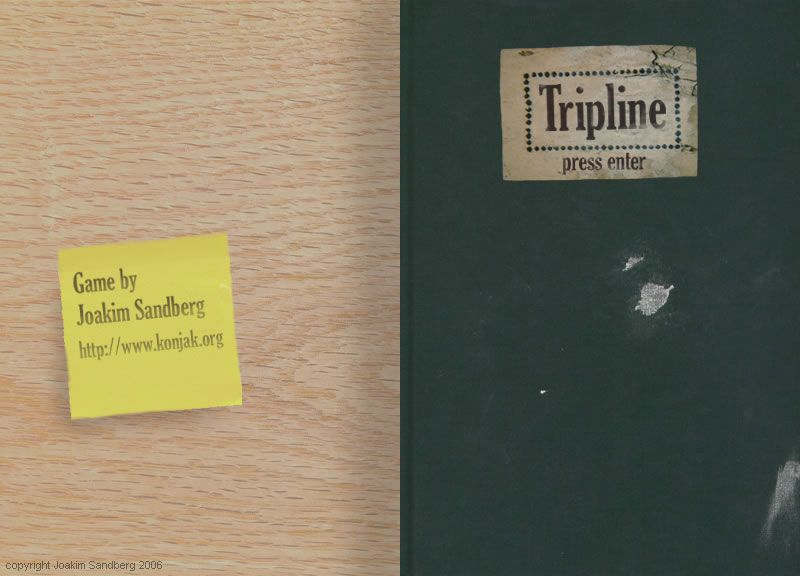 Tripline
press enter
Game by
Joakim Sandberg
http://www.konjak.org
copyright Joakim Sandberg 2006